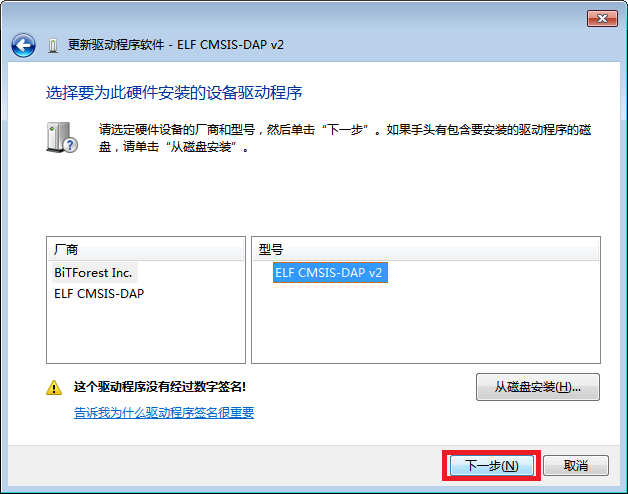 更新驱动程序软件 - ELF CMSIS-DAP v2
选择要为此硬件安装的设备驱动程序
请选定硬件设备的厂商和型号，然后单击“下一步”。如果手头有包含要安装的驱动程序的磁
盘，请单击“从磁盘安装”。
厂商
型号
BiTForest Inc.
ELF CMSIS-DAP v2
ELF CMSIS-DAP
这个驱动程序没有经过数字签名!
从磁盘安装(H)...
告诉我为什么驱动程序签名很重要
下一步(N)
取消